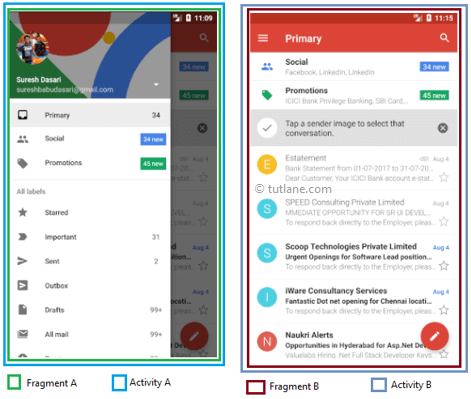 11:09
Suresh Dasari
sureshbabudasari@gmail.com
34 new
45 new
Primary 34
Social 34 new
Promotions 45 new
All labels
Starred
Important 31
Sent 2
Outbox
Drafts 99+
All mail 99+
Aug 4
Aug 4
Aug 4
Aug 4
11:15
Primary
Social 34 new
Facebook, LinkedIn, LinkedIn
Promotions 45 new
ICICI Bank Privilege Banking, SBI Card...
Tap a sender image to select that
conversation.
Estatement Aug 4
Bank Statement from 01-07-2017 to 31-07-20...
Dear Customer, Your ICICI Bank account e-stat...
© tutlane.com
SPEED Consulting Private Limited Aug 4
MMEDIATE OPPORTUNITY FOR SR UI DEVEL...
To respond back directly to the Employer, pleas...
Scoop Technologies Private Limited Aug 4
Urgent Openings for Software Lead position...
To respond back directly to the Employer, pleas...
iWare Consultancy Services Aug 4
Fantastic Dot net opening for Chennai locati...
To respond back directly to the Employer, pleas...
Naukri Alerts
Opportunities in Hyderabad for Asp.Net Dev...
Valuelabs Hiring. Net Full Stack Developer Keys...
Fragment A Activity A
Fragment B Activity B